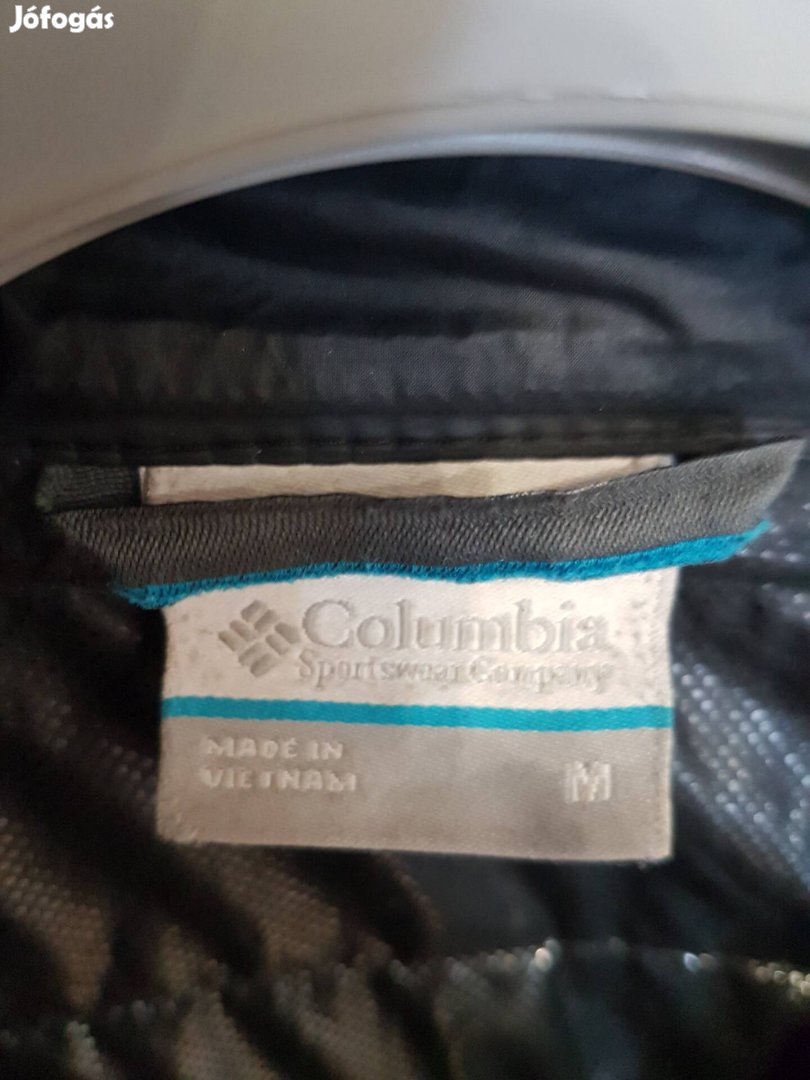 Jófogás
Columbia
Sportswear Company
MADE IN
VIETNAM
M